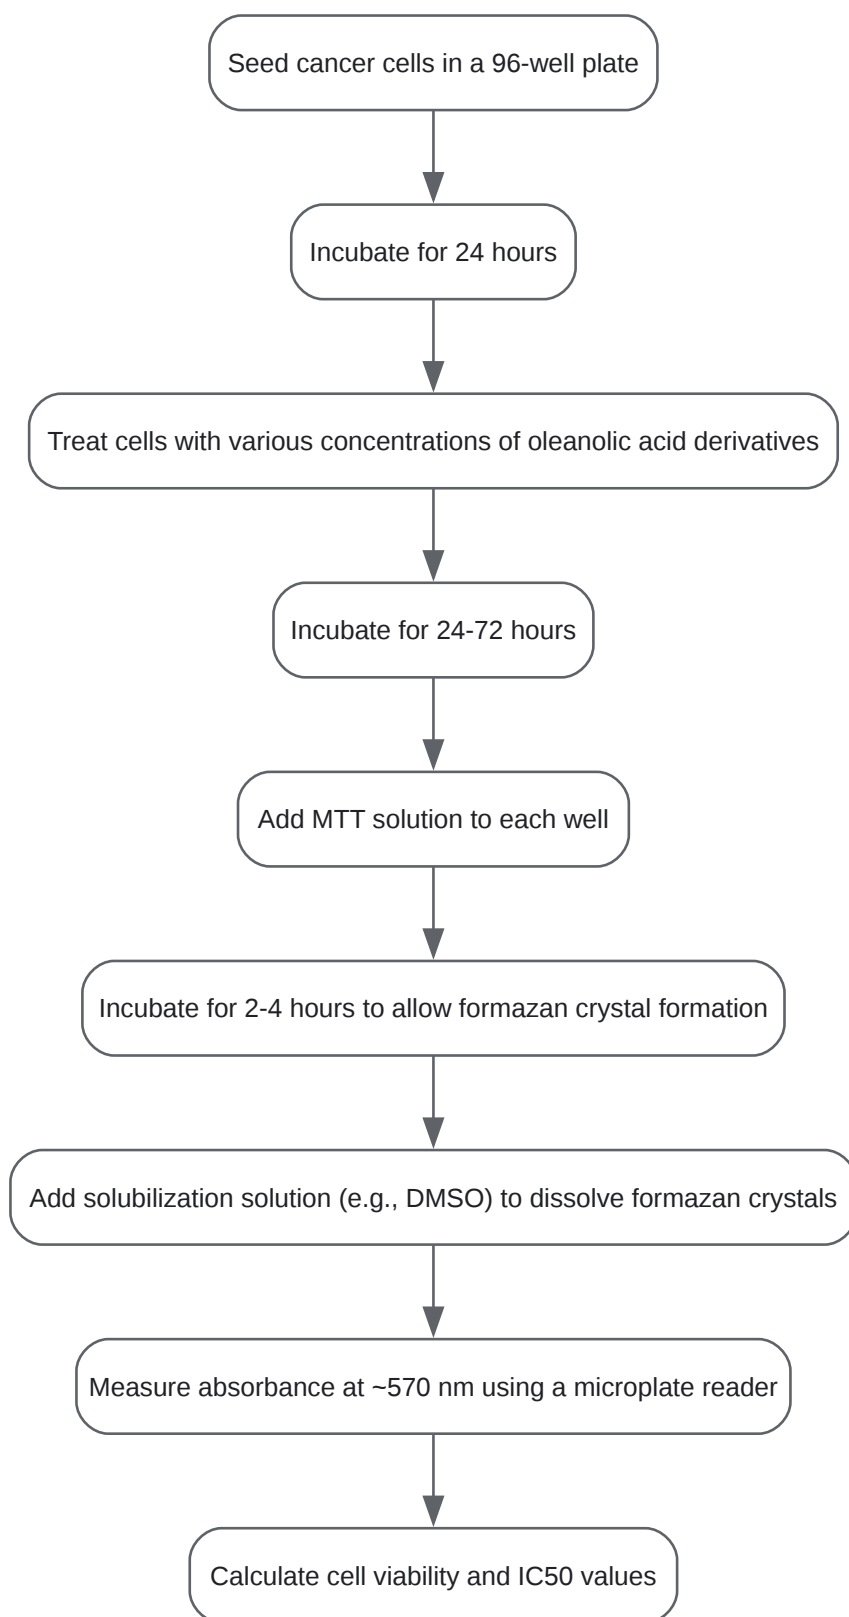 Seed cancer cells in a 96-well plate
Incubate for 24 hours
Treat cells with various concentrations of oleanolic acid derivatives
Incubate for 24-72 hours
Add MTT solution to each well
Incubate for 2-4 hours to allow formazan crystal formation
Add solubilization solution (e.g., DMSO) to dissolve formazan crystals
Measure absorbance at ~570 nm using a microplate reader
Calculate cell viability and IC50 values